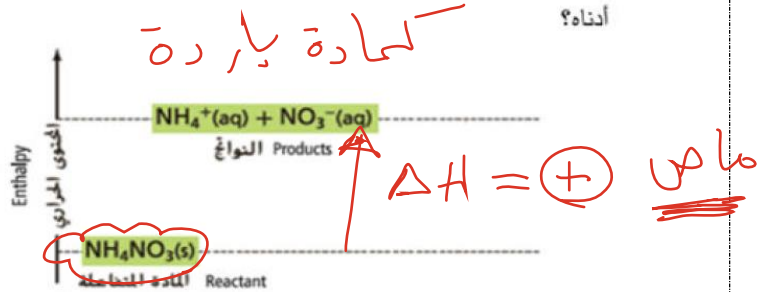 أدناه؟
كمادة باردة
NH₄⁺(aq) + NO₃⁻(aq)
النواتج Products
Enthalpy
المحتوى الحراري
ΔH = + ماص
NH₄NO₃(s)
المادة المتفاعلة Reactant